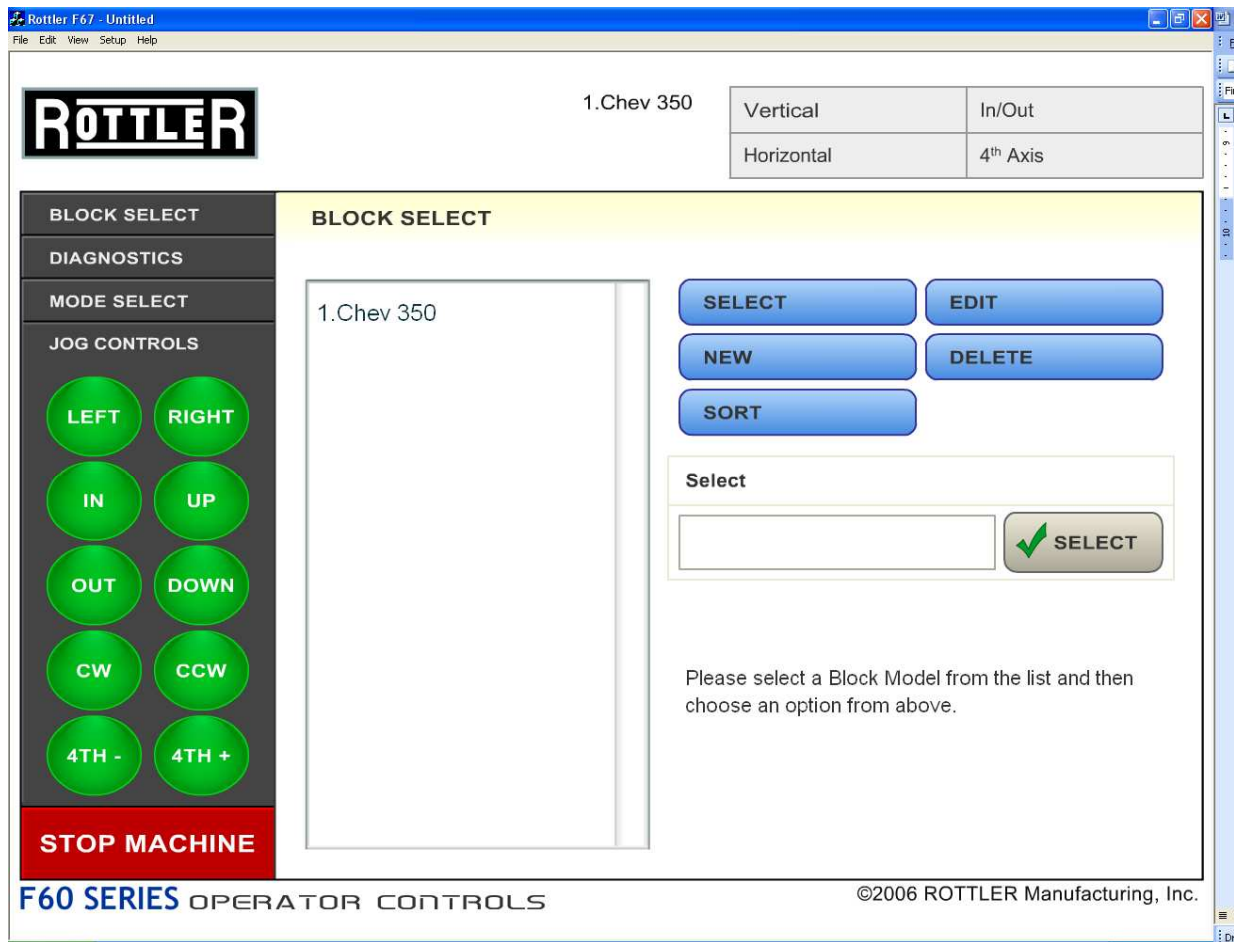 Rottler F67 - Untitled
File Edit View Setup Help
ROTTLER
1.Chev 350
Vertical In/Out
Horizontal 4th Axis
BLOCK SELECT
DIAGNOSTICS
MODE SELECT
JOG CONTROLS
LEFT RIGHT
IN UP
OUT DOWN
CW CCW
4TH - 4TH +
STOP MACHINE
BLOCK SELECT
1.Chev 350
SELECT EDIT
NEW DELETE
SORT
Select
SELECT
Please select a Block Model from the list and then
choose an option from above.
F60 SERIES OPERATOR CONTROLS
©2006 ROTTLER Manufacturing, Inc.